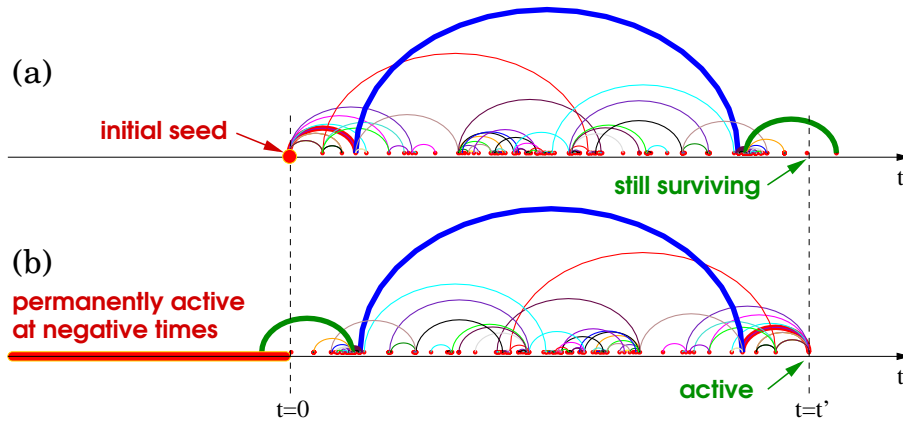 (a)
initial seed
still surviving
t
(b)
permanently active
at negative times
active
t
t=0
t=t’